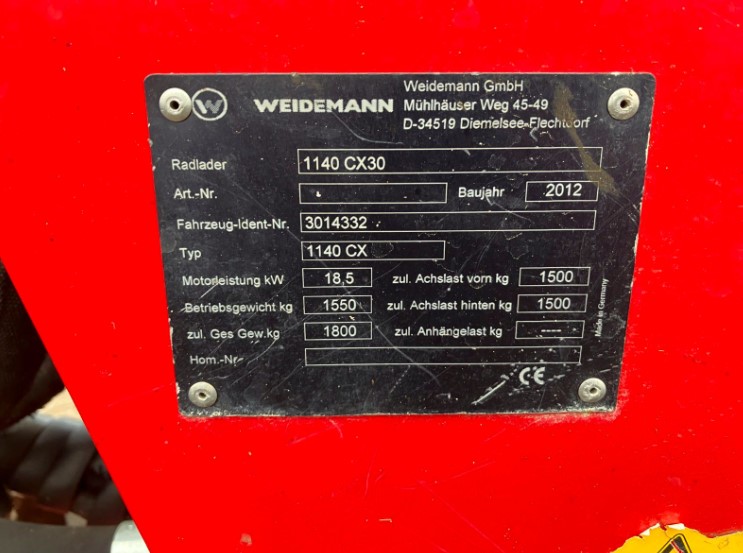 Weidemann GmbH
W WEIDEMANN Mühlhäuser Weg 45-49
D-34519 Diemelsee-Flechtdorf
Radlader 1140 CX30
Art.-Nr. Baujahr 2012
Fahrzeug-Ident-Nr. 3014332
Typ 1140 CX
Motorleistung kW 18,5 zul. Achslast vorn kg 1500
Betriebsgewicht kg 1550 zul. Achslast hinten kg 1500
zul. Ges Gew.kg 1800 zul. Anhängelast kg ----
Hom.-Nr
CE
Made in Germany